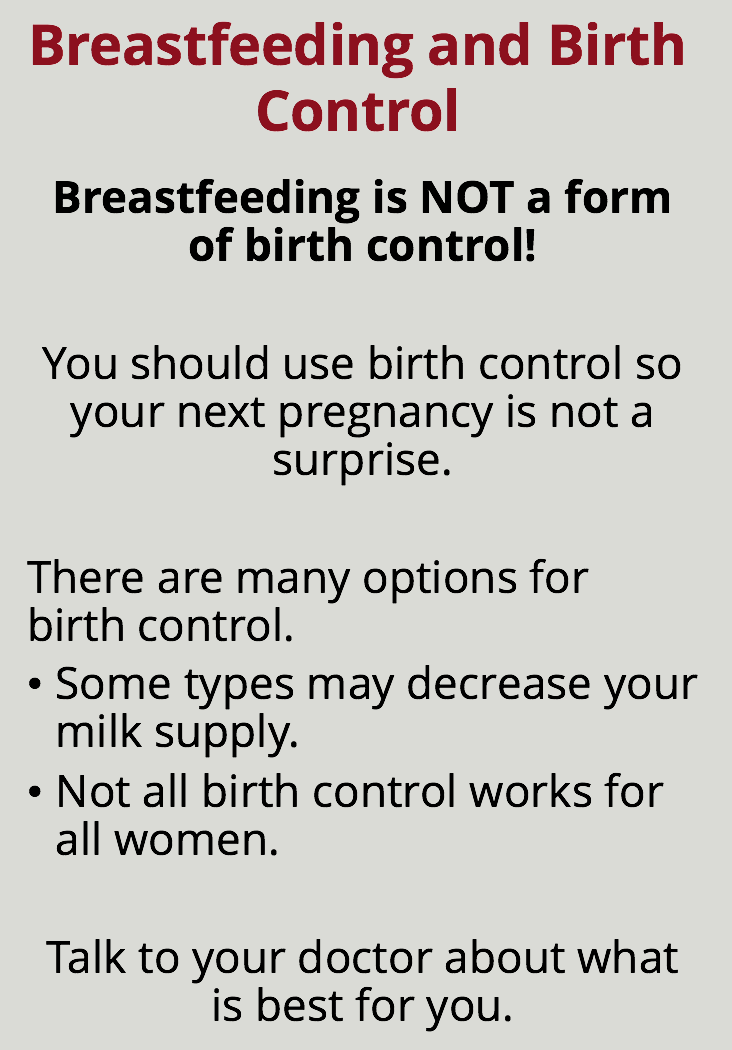 Breastfeeding and Birth
Control
Breastfeeding is NOT a form
of birth control!
You should use birth control so
your next pregnancy is not a
surprise.
There are many options for
birth control.
• Some types may decrease your
milk supply.
• Not all birth control works for
all women.
Talk to your doctor about what
is best for you.